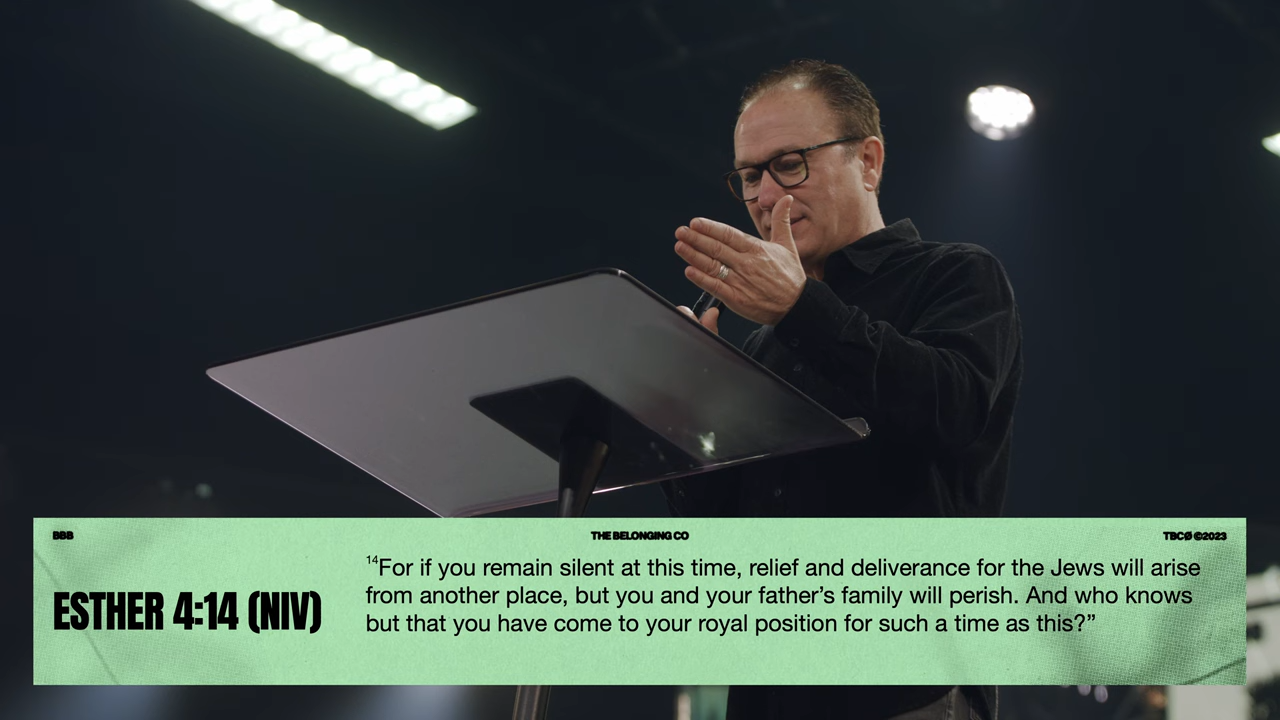 BBB THE BELONGING CO TBCØ ©2023
ESTHER 4:14 (NIV)
¹⁴For if you remain silent at this time, relief and deliverance for the Jews will arise
from another place, but you and your father’s family will perish. And who knows
but that you have come to your royal position for such a time as this?”